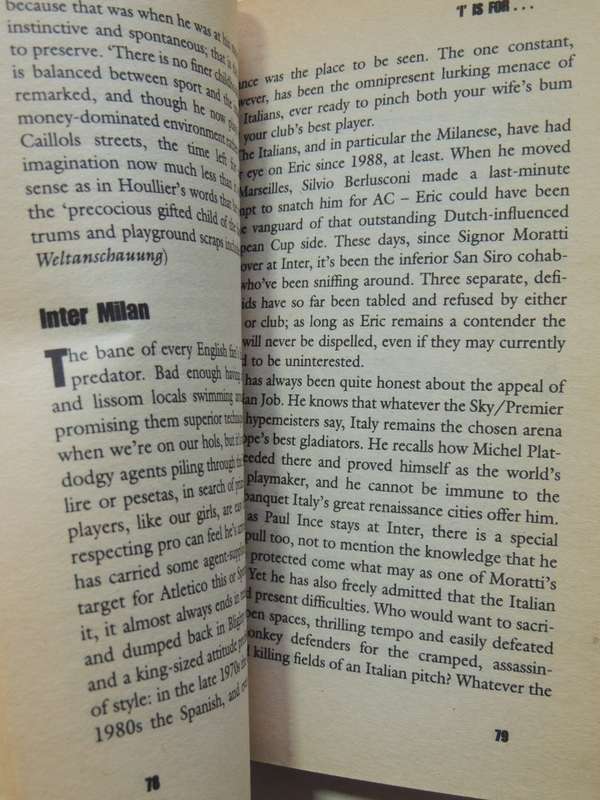 because that was when he was at his
instinctive and spontaneous; that is
to preserve. 'There is no finer
is balanced between sport and the
remarked, and though he now
money-dominated environment
Caillols streets, the time left for
imagination now much less than
sense as in Houllier's words that he
the 'precocious gifted child of the
trums and playground scraps
Weltanschauung)
Inter Milan
The bane of every English
predator. Bad enough having
and lissom locals swimming
promising them superior
when we're on our hols, but
dodgy agents piling through the
lire or pesetas, in search of
players, like our girls, are
respecting pro can feel he's
has carried some
target for Atletico this or
it, it almost always ends in
and dumped back in
and a king-sized attitude
of style: in the late 1970s the
1980s the Spanish, and
78
'I' IS FOR . . .
was the place to be seen. The one constant,
has been the omnipresent lurking menace of
Italians, ever ready to pinch both your wife's bum
your club's best player.
The Italians, and in particular the Milanese, have had
eye on Eric since 1988, at least. When he moved
Marseilles, Silvio Berlusconi made a last-minute
to snatch him for AC – Eric could have been
vanguard of that outstanding Dutch-influenced
Cup side. These days, since Signor Moratti
over at Inter, it's been the inferior San Siro cohab-
who've been sniffing around. Three separate, defi-
have so far been tabled and refused by either
or club; as long as Eric remains a contender the
will never be dispelled, even if they may currently
to be uninterested.
has always been quite honest about the appeal of
Job. He knows that whatever the Sky/Premier
hypemeisters say, Italy remains the chosen arena
best gladiators. He recalls how Michel Plat-
there and proved himself as the world's
playmaker, and he cannot be immune to the
banquet Italy's great renaissance cities offer him.
as Paul Ince stays at Inter, there is a special
pull too, not to mention the knowledge that he
protected come what may as one of Moratti's
Yet he has also freely admitted that the Italian
present difficulties. Who would want to sacri-
spaces, thrilling tempo and easily defeated
defenders for the cramped, assassin-
killing fields of an Italian pitch? Whatever the
79